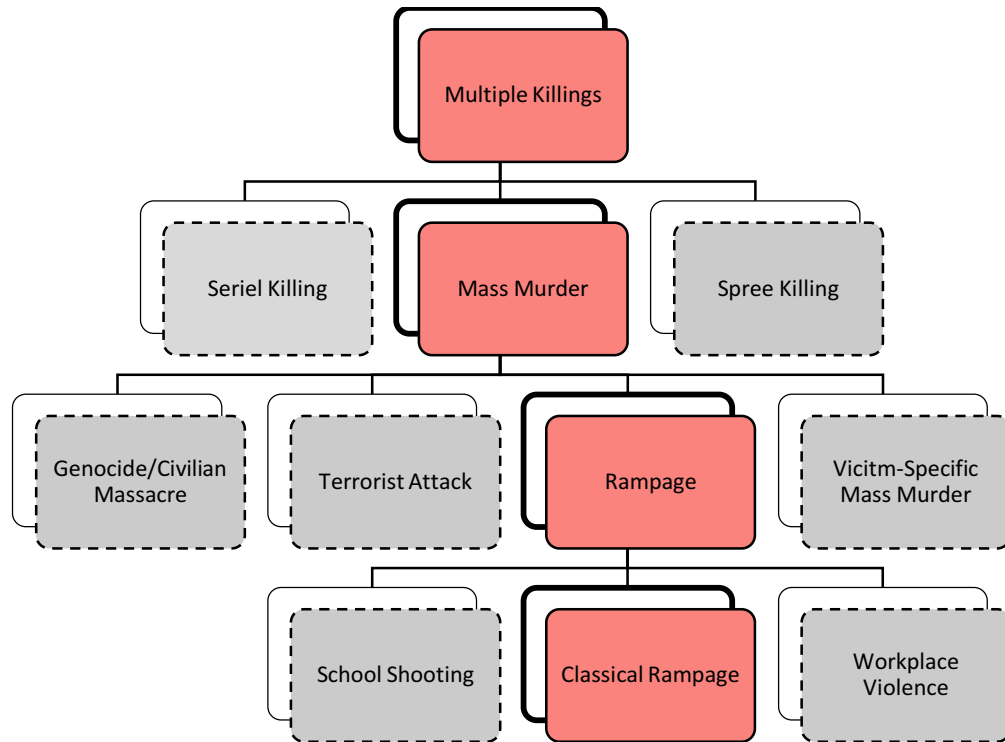 Multiple Killings
Seriel Killing
Mass Murder
Spree Killing
Genocide/Civilian
Massacre
Terrorist Attack
Rampage
Vicitm-Specific
Mass Murder
School Shooting
Classical Rampage
Workplace
Violence